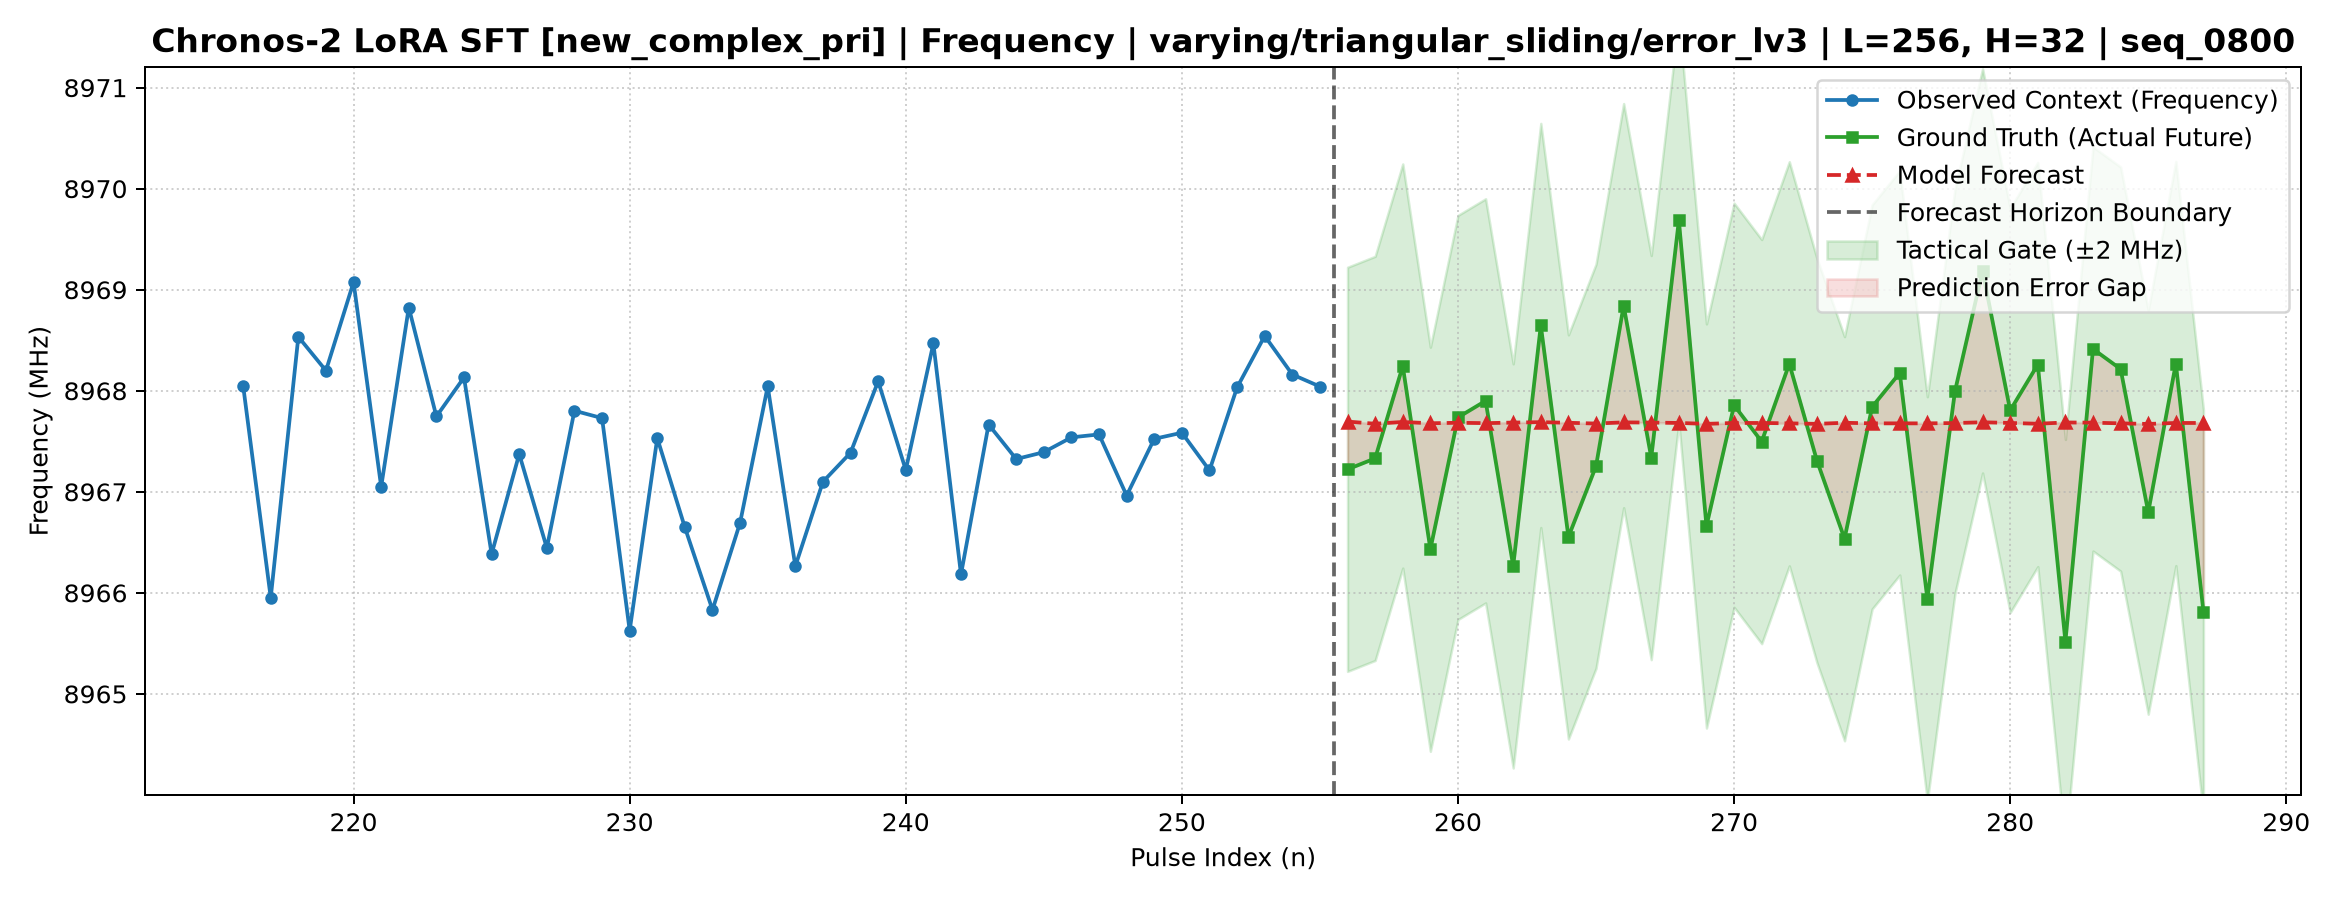 Chronos-2 LoRA SFT [new_complex_pri] | Frequency | varying/triangular_sliding/error_lv3 | L=256, H=32 | seq_0800
Frequency (MHz)
8971
8970
8969
8968
8967
8966
8965
Observed Context (Frequency)
Ground Truth (Actual Future)
Model Forecast
Forecast Horizon Boundary
Tactical Gate (±2 MHz)
Prediction Error Gap
220 230 240 250 260 270 280 290
Pulse Index (n)